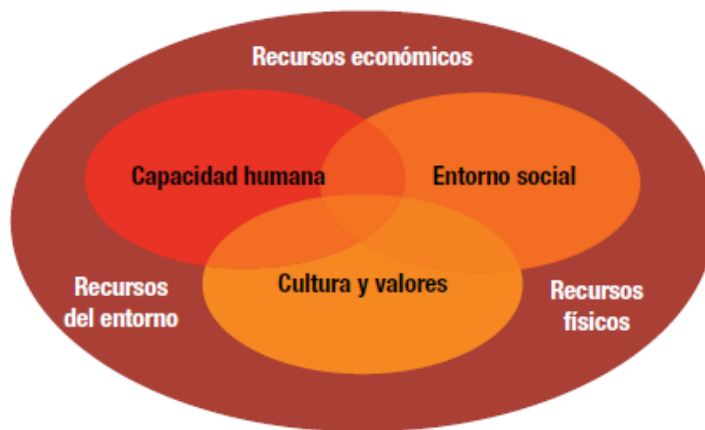 Recursos económicos
Capacidad humana
Entorno social
Cultura y valores
Recursos
del entorno
Recursos
físicos